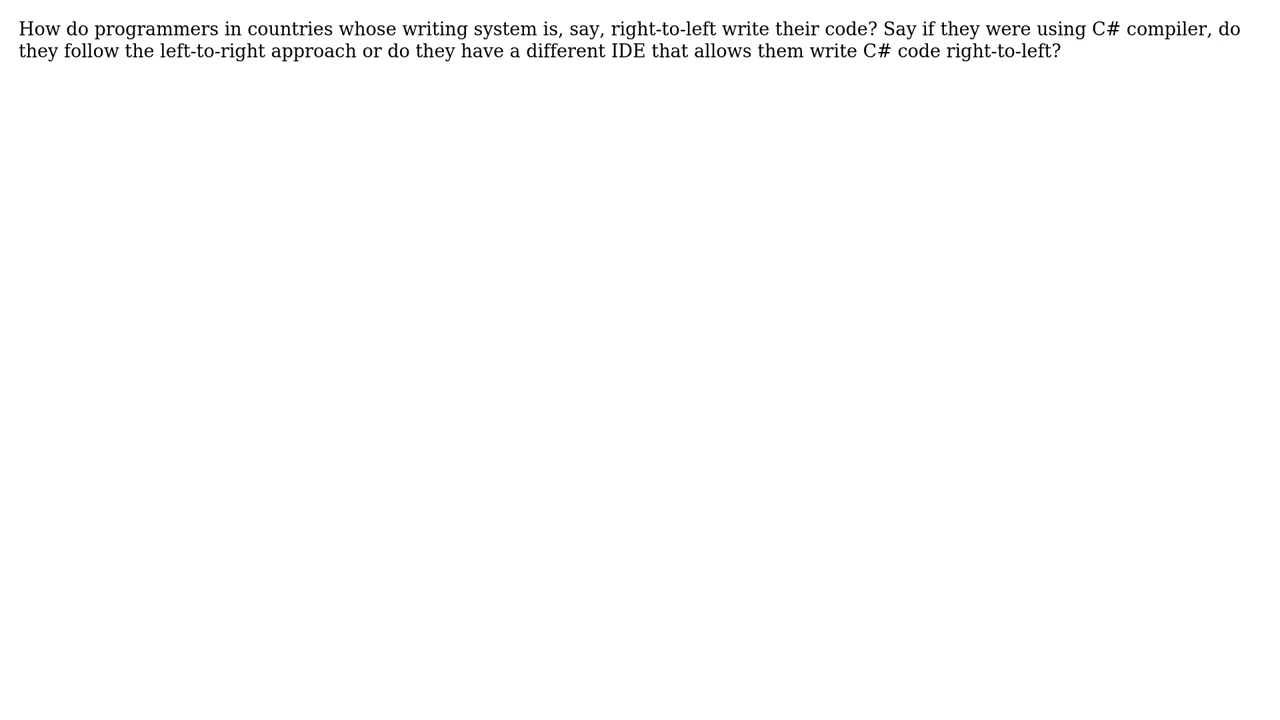 How do programmers in countries whose writing system is, say, right-to-left write their code? Say if they were using C# compiler, do
they follow the left-to-right approach or do they have a different IDE that allows them write C# code right-to-left?